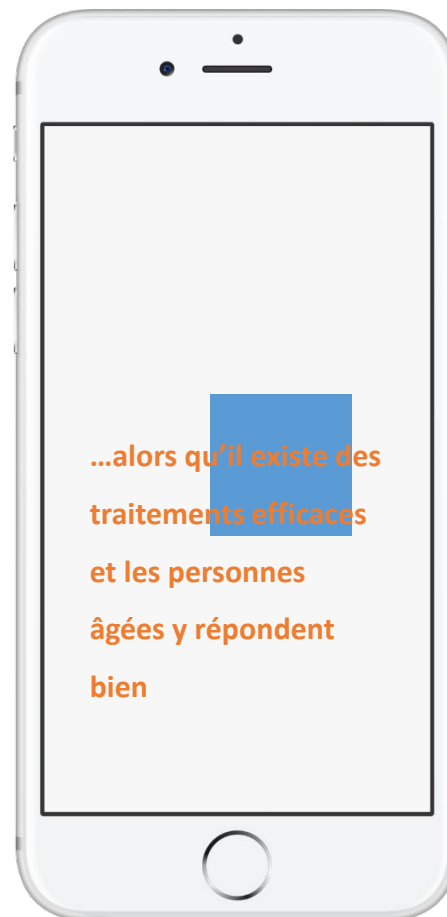 …alors qu’il existe des
traitements efficaces
et les personnes
âgées y répondent
bien